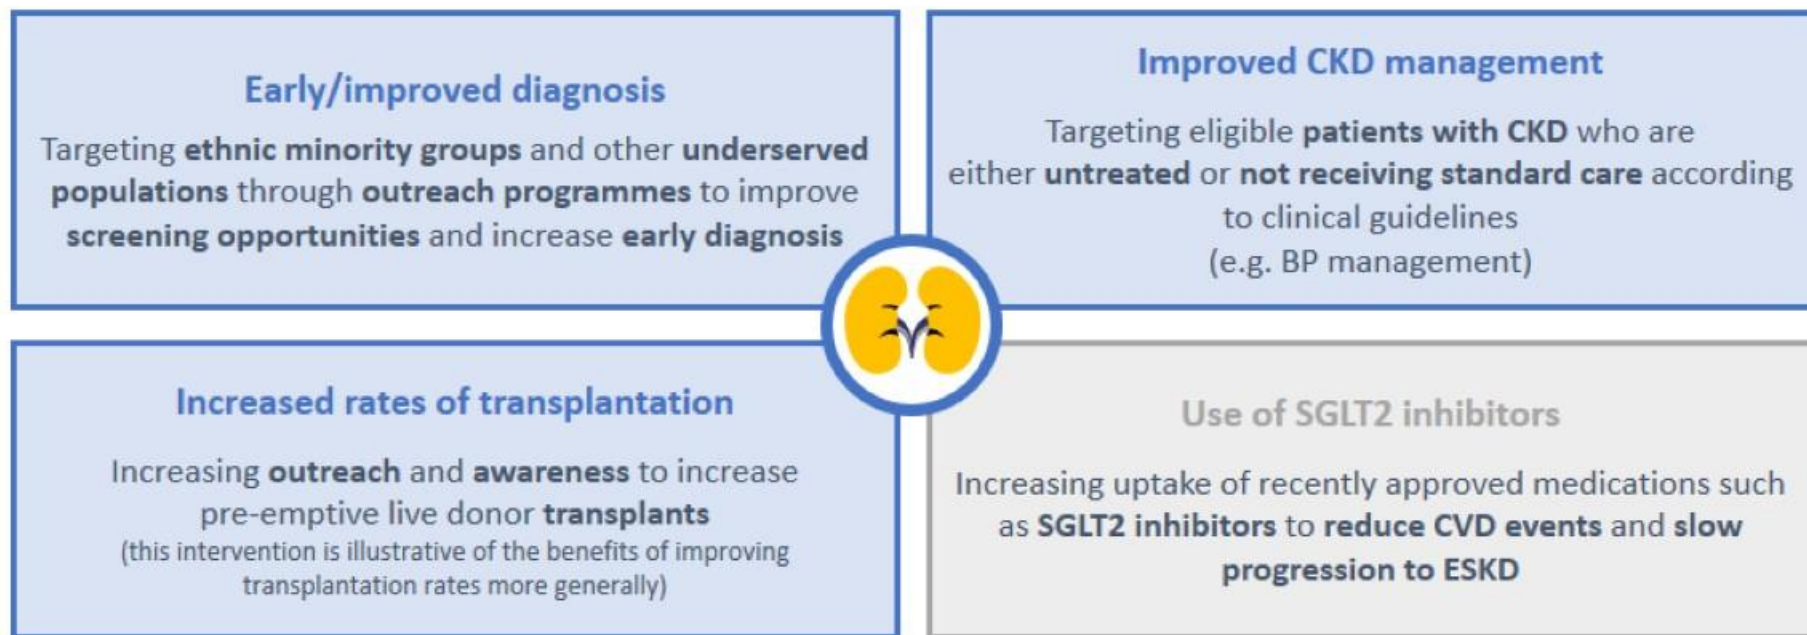 Early/improved diagnosis
Targeting ethnic minority groups and other underserved
populations through outreach programmes to improve
screening opportunities and increase early diagnosis
Improved CKD management
Targeting eligible patients with CKD who are
either untreated or not receiving standard care according
to clinical guidelines
(e.g. BP management)
Increased rates of transplantation
Increasing outreach and awareness to increase
pre-emptive live donor transplants
(this intervention is illustrative of the benefits of improving
transplantation rates more generally)
Use of SGLT2 inhibitors
Increasing uptake of recently approved medications such
as SGLT2 inhibitors to reduce CVD events and slow
progression to ESKD